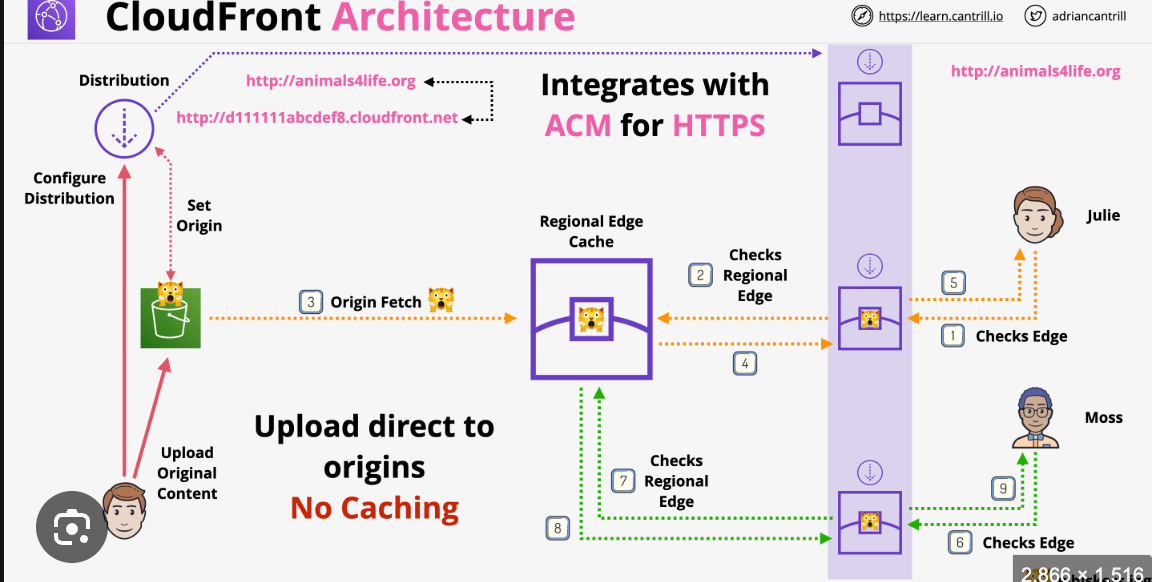 CloudFront Architecture
https://learn.cantrill.io
adriancantrill
Distribution
http://animals4life.org
http://d111111abcdef8.cloudfront.net
Integrates with
ACM for HTTPS
http://animals4life.org
Configure
Distribution
Set
Origin
Regional Edge
Cache
Julie
2
Checks
Regional
Edge
5
3
Origin Fetch
1
Checks Edge
4
Moss
Upload direct to
origins
No Caching
Upload
Original
Content
7
Checks
Regional
Edge
9
8
6
Checks Edge
2,866 × 1,516